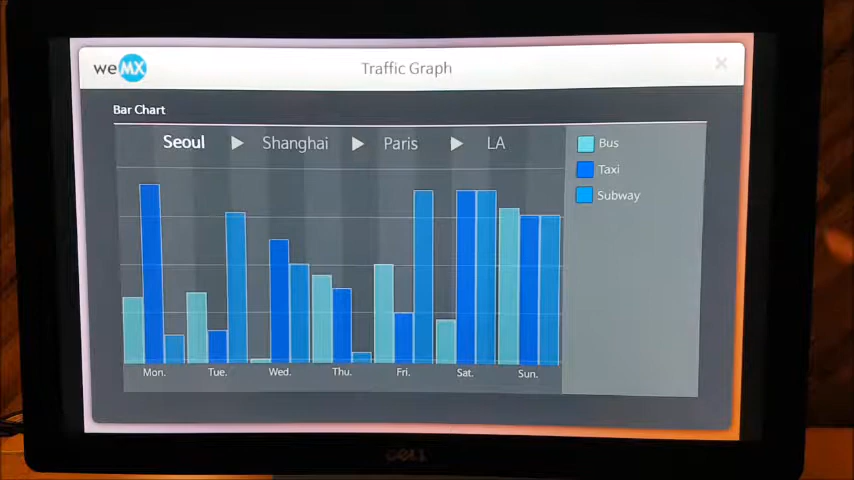 weMX
Traffic Graph
Bar Chart
Seoul Shanghai Paris LA
Bus
Taxi
Subway
Mon. Tue. Wed. Thu. Fri. Sat. Sun.
DELL